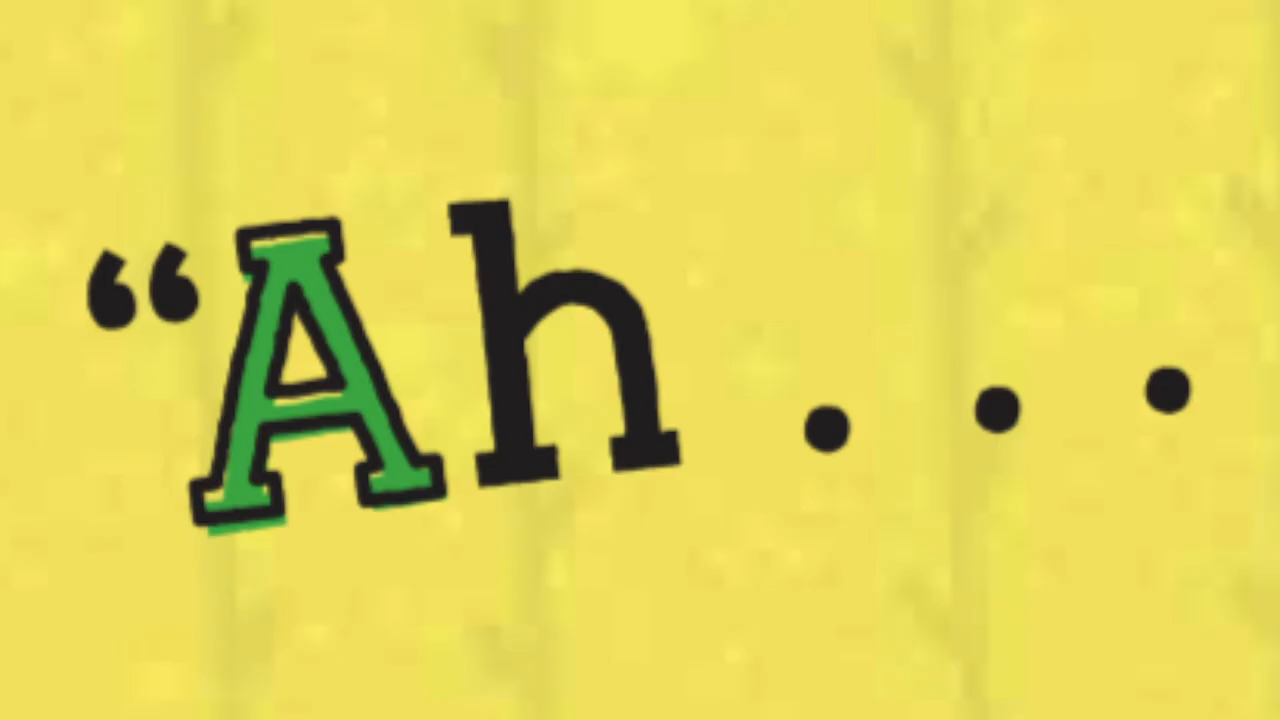 “Ah . . .